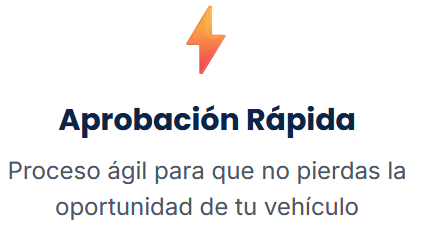 Aprobación Rápida
Proceso ágil para que no pierdas la
oportunidad de tu vehículo